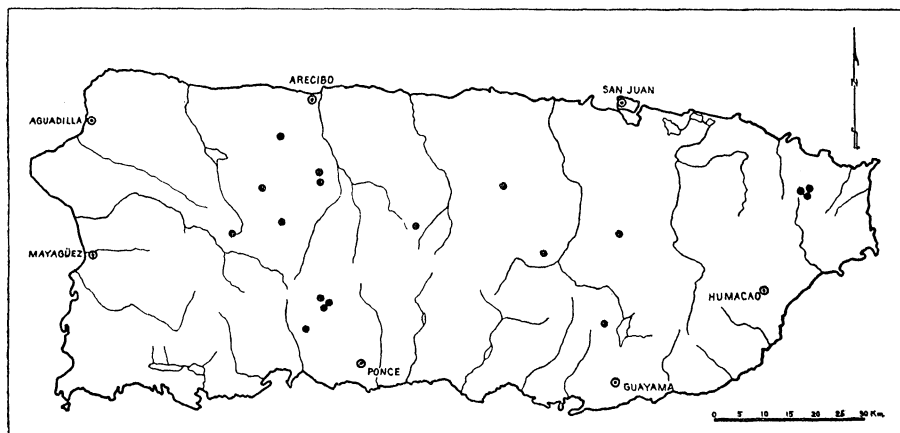 ARECIBO
SAN JUAN
N
AGUADILLA
MAYAGÜEZ
HUMACAO
PONCE
GUAYAMA
0 5 10 15 20 25 30 Km.